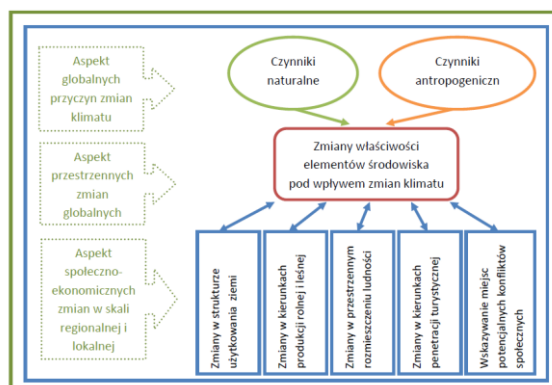 Aspekt
globalnych
przyczyn zmian
klimatu
Czynniki
naturalne
Czynniki
antropogeniczn
Aspekt
przestrzennych
zmian
globalnych
Zmiany właściwości
elementów środowiska
pod wpływem zmian klimatu
Aspekt
społeczno-
ekonomicznych
zmian w skali
regionalnej i
lokalnej
Zmiany w strukturze
użytkowania ziemi
Zmiany w kierunkach
produkcji rolnej i leśnej
Zmiany w przestrzennym
rozmieszczeniu ludności
Zmiany w kierunkach
penetracji turystycznej
Wskazywanie miejsc
potencjalnych konfliktów
społecznych